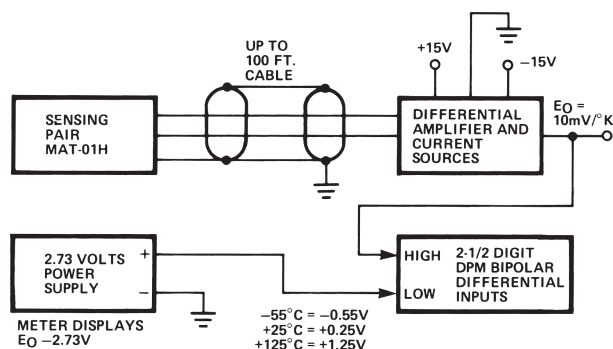 UP TO
100 FT.
CABLE
+15V
–15V
SENSING
PAIR
MAT-01H
DIFFERENTIAL
AMPLIFIER AND
CURRENT
SOURCES
EO =
10mV/°K
2.73 VOLTS
POWER
SUPPLY
+
–
HIGH
LOW
2-1/2 DIGIT
DPM BIPOLAR
DIFFERENTIAL
INPUTS
METER DISPLAYS
EO –2.73V
–55°C = –0.55V
+25°C = +0.25V
+125°C = +1.25V